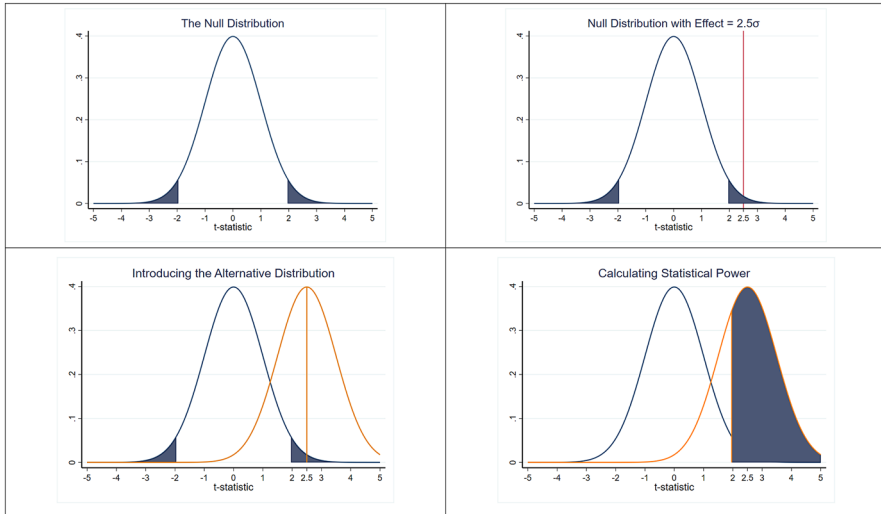 The Null Distribution
.4
.3
.2
.1
0
-5 -4 -3 -2 -1 0 1 2 3 4 5
t-statistic
Null Distribution with Effect = 2.5σ
.4
.3
.2
.1
0
-5 -4 -3 -2 -1 0 1 2 2.5 3 4 5
t-statistic
Introducing the Alternative Distribution
.4
.3
.2
.1
0
-5 -4 -3 -2 -1 0 1 2 2.5 3 4 5
t-statistic
Calculating Statistical Power
.4
.3
.2
.1
0
-5 -4 -3 -2 -1 0 1 2 2.5 3 4 5
t-statistic